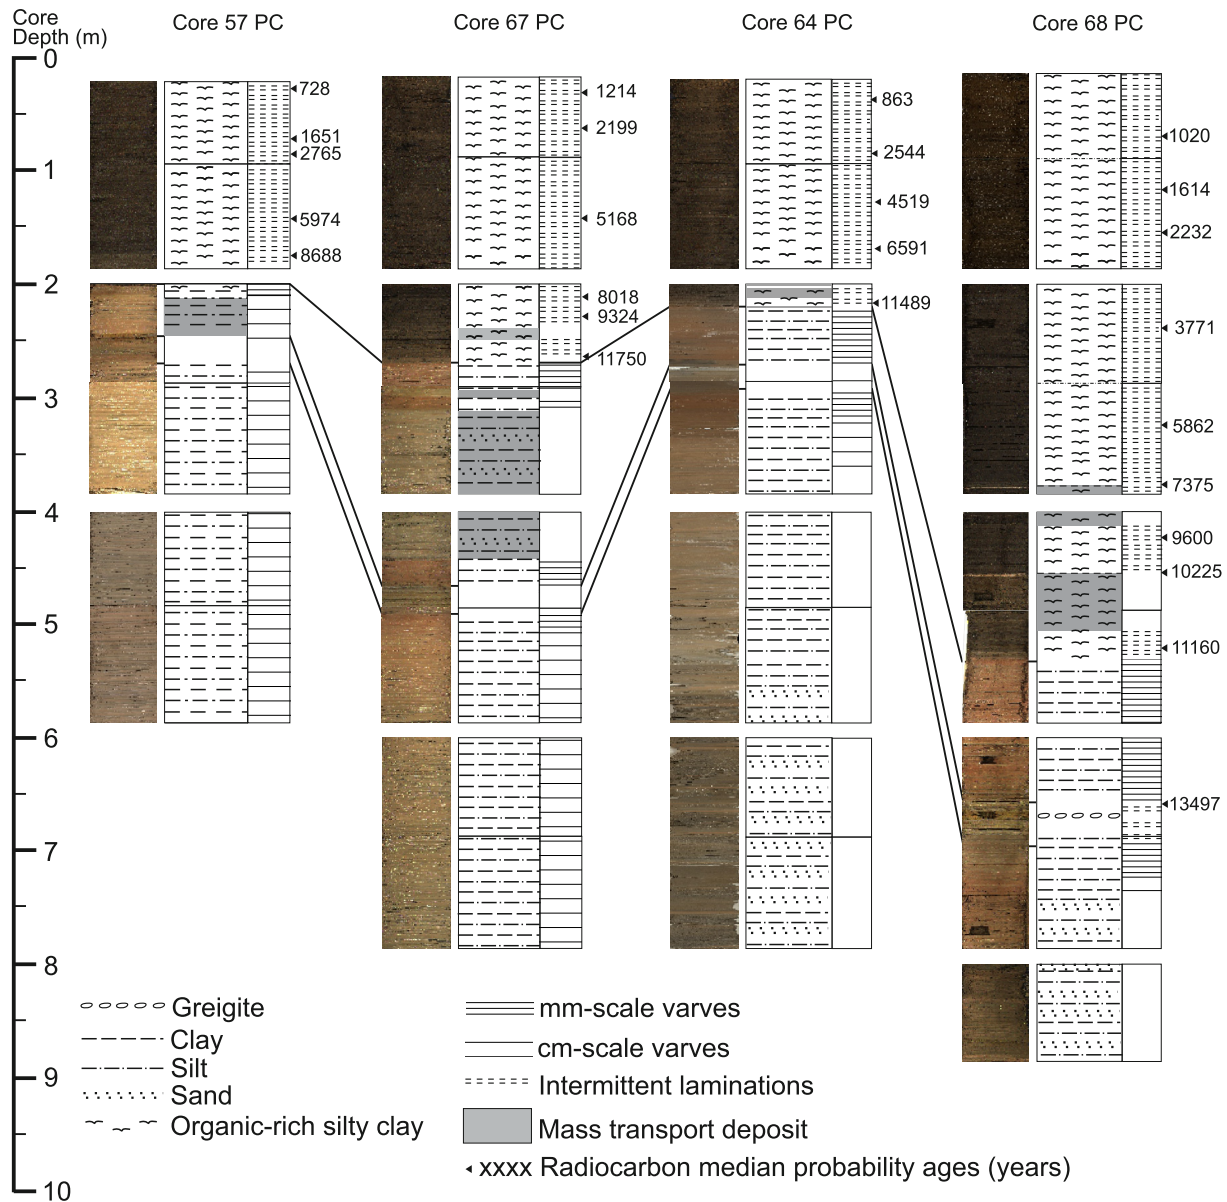 Core
Depth (m)
Core 57 PC
Core 67 PC
Core 64 PC
Core 68 PC
0
1
2
3
4
5
6
7
8
9
10
728
1651
2765
5974
8688
1214
2199
5168
8018
9324
11750
863
2544
4519
6591
11489
1020
1614
2232
3771
5862
7375
9600
10225
11160
13497
Greigite
Clay
Silt
Sand
Organic-rich silty clay
mm-scale varves
cm-scale varves
Intermittent laminations
Mass transport deposit
xxxx Radiocarbon median probability ages (years)